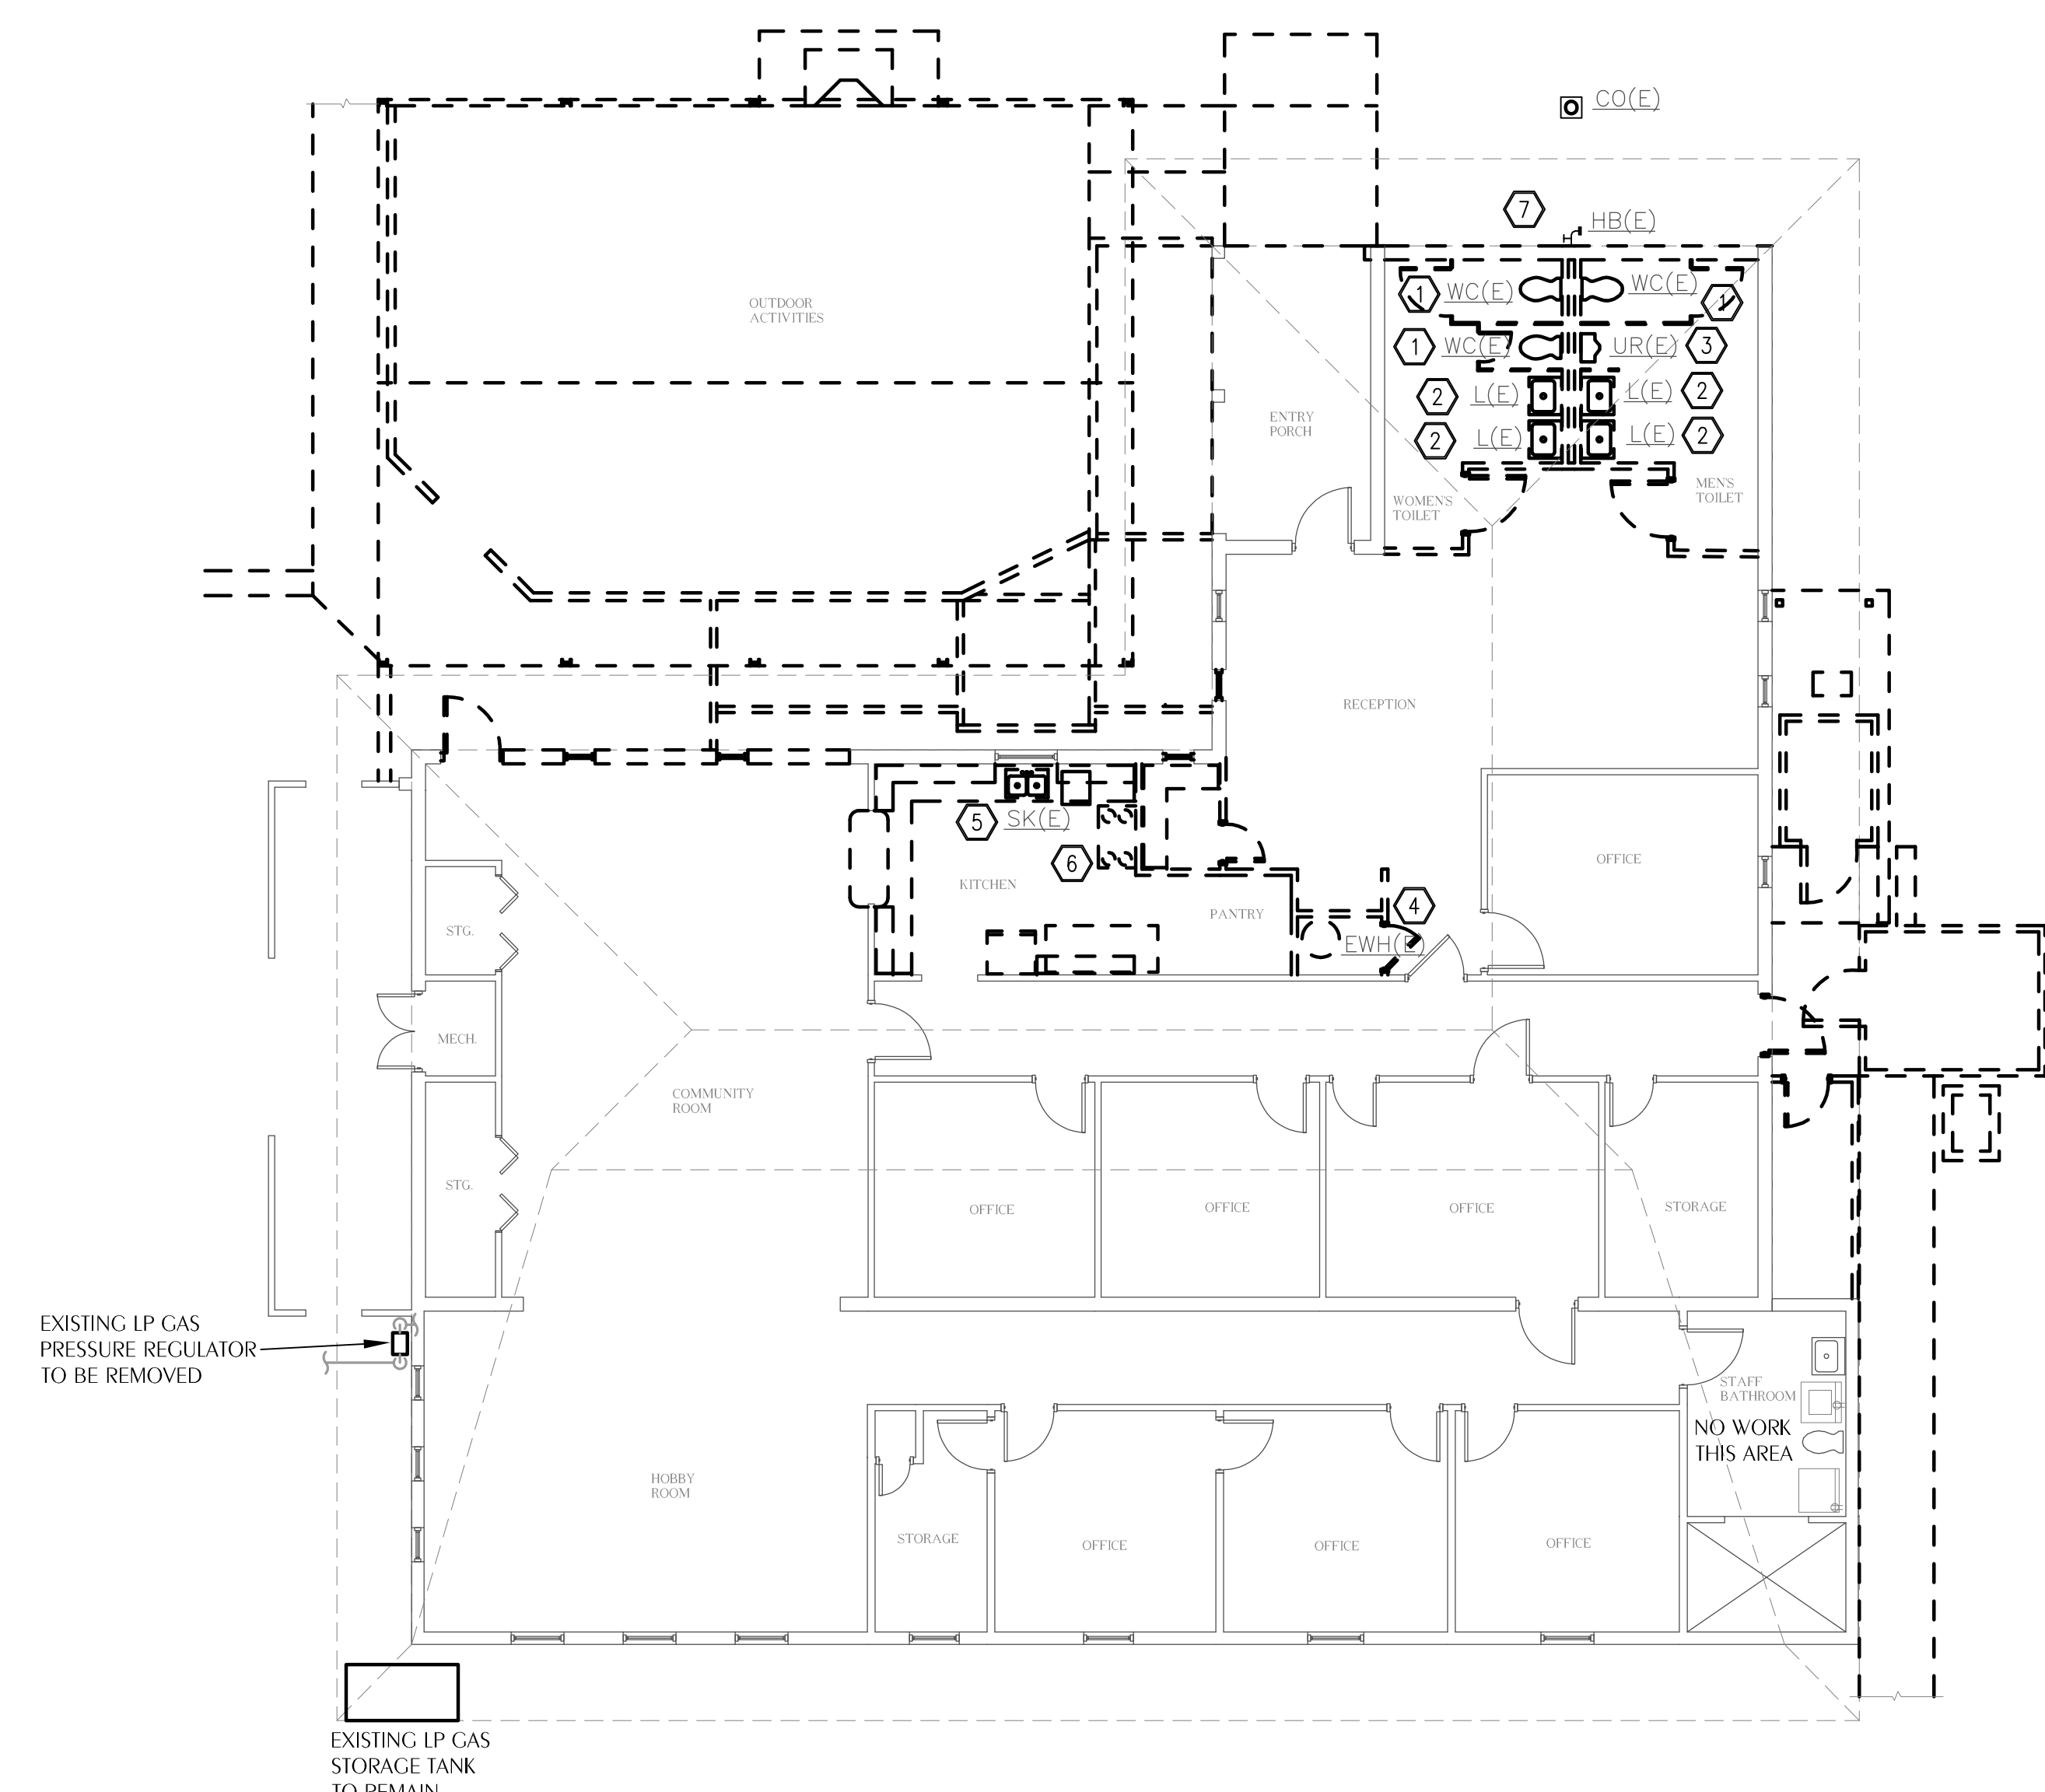 CO(E)
7
HB(E)
1
WC(E)
WC(E)
1
OUTDOOR
ACTIVITIES
1
WC(E)
UR(E)
3
2
L(E)
L(E)
2
ENTRY
PORCH
2
L(E)
L(E)
2
WOMEN'S
TOILET
MEN'S
TOILET
RECEPTION
5
SK(E)
6
OFFICE
KITCHEN
PANTRY
4
EWH(E)
STG.
MECH.
COMMUNITY
ROOM
STG.
OFFICE
OFFICE
OFFICE
STORAGE
EXISTING LP GAS
PRESSURE REGULATOR
TO BE REMOVED
STAFF
BATHROOM
NO WORK
THIS AREA
HOBBY
ROOM
STORAGE
OFFICE
OFFICE
OFFICE
EXISTING LP GAS
STORAGE TANK
TO REMAIN